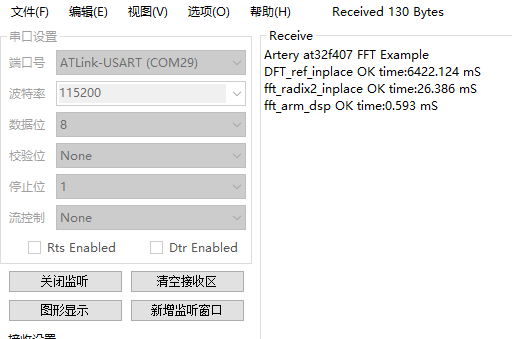 文件(F) 编辑(E) 视图(V) 选项(O) 帮助(H) Received 130 Bytes
串口设置
端口号 ATLink-USART (COM29)
波特率 115200
数据位 8
校验位 None
停止位 1
流控制 None
Rts Enabled Dtr Enabled
关闭监听 清空接收区
图形显示 新增监听窗口
接收设置
Receive
Artery at32f407 FFT Example
DFT_ref_inplace OK time:6422.124 mS
fft_radix2_inplace OK time:26.386 mS
fft_arm_dsp OK time:0.593 mS